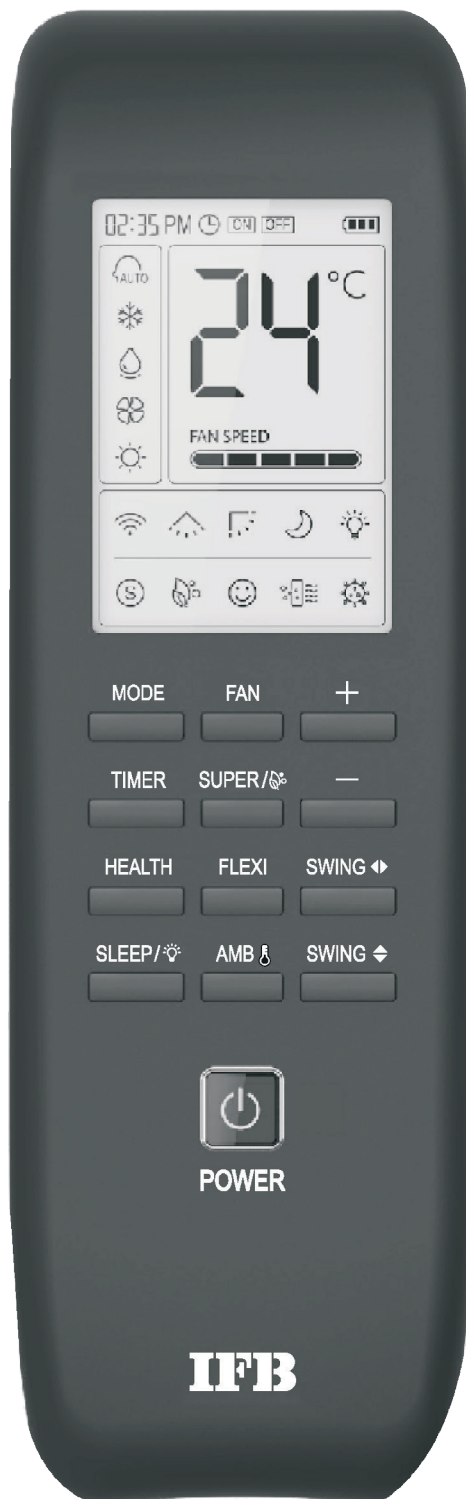 02:35 PM ON OFF
AUTO
24 °C
FAN SPEED
S
MODE FAN +
TIMER SUPER/ —
HEALTH FLEXI SWING
SLEEP/ AMB SWING
POWER
IFB